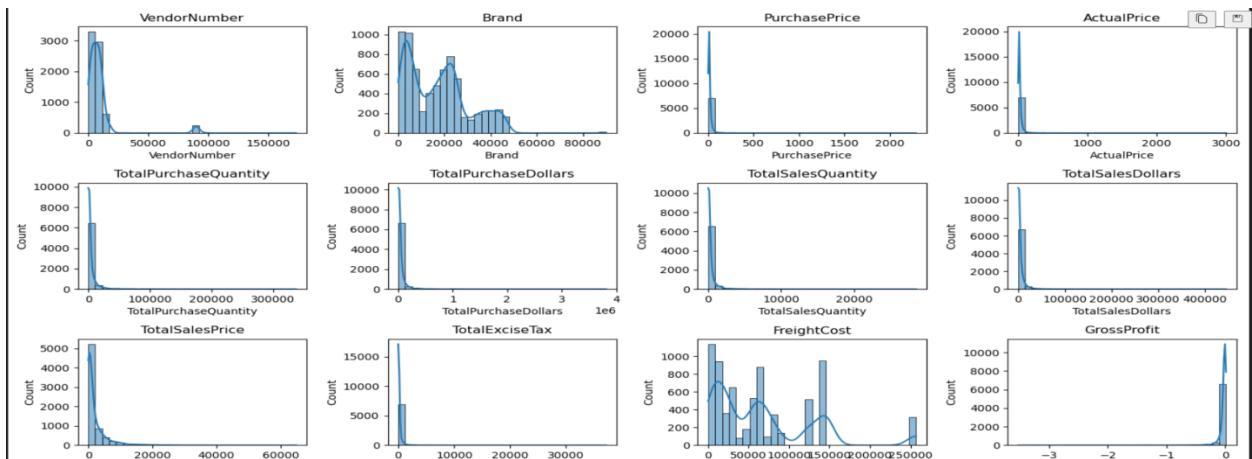 VendorNumber Brand PurchasePrice ActualPrice
Count 3000 2000 1000 0
0 50000 100000 150000
VendorNumber
Count 1000 800 600 400 200 0
0 20000 40000 60000 80000
Brand
Count 20000 15000 10000 5000 0
0 500 1000 1500 2000
PurchasePrice
Count 20000 15000 10000 5000 0
0 1000 2000 3000
ActualPrice
TotalPurchaseQuantity TotalPurchaseDollars TotalSalesQuantity TotalSalesDollars
Count 10000 8000 6000 4000 2000 0
0 100000 200000 300000
TotalPurchaseQuantity
Count 10000 8000 6000 4000 2000 0
0 1 2 3 4
TotalPurchaseDollars 1e6
Count 10000 8000 6000 4000 2000 0
0 10000 20000
TotalSalesQuantity
Count 10000 8000 6000 4000 2000 0
0 1000000 2000000 3000000 4000000
TotalSalesDollars
TotalSalesPrice TotalExciseTax FreightCost GrossProfit
Count 5000 4000 3000 2000 1000 0
0 20000 40000 60000
Count 15000 10000 5000 0
0 10000 20000 30000
Count 1000 800 600 400 200 0
0 50000 100000 150000 200000 250000
Count 10000 8000 6000 4000 2000 0
−3 −2 −1 0